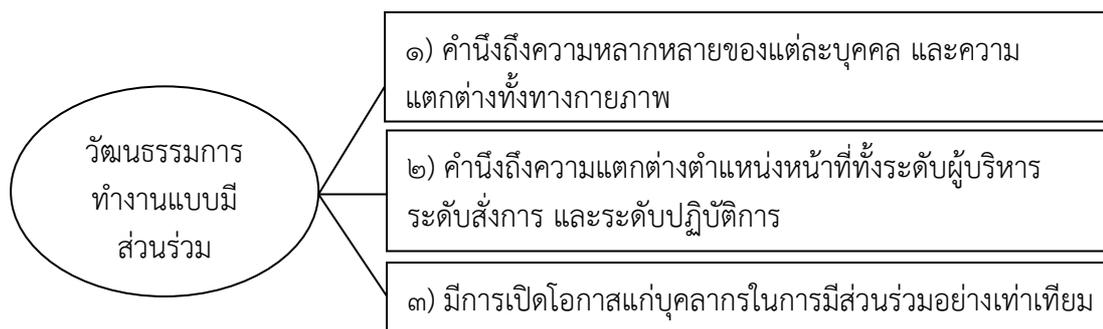 วัฒนธรรมการ
ทำงานแบบมี
ส่วนร่วม
๑) คำนึงถึงความหลากหลายของแต่ละบุคคล และความ
แตกต่างทั้งทางกายภาพ
๒) คำนึงถึงความแตกต่างตำแหน่งหน้าที่ทั้งระดับผู้บริหาร
ระดับสั่งการ และระดับปฏิบัติการ
๓) มีการเปิดโอกาสแก่บุคลากรในการมีส่วนร่วมอย่างเท่าเทียม